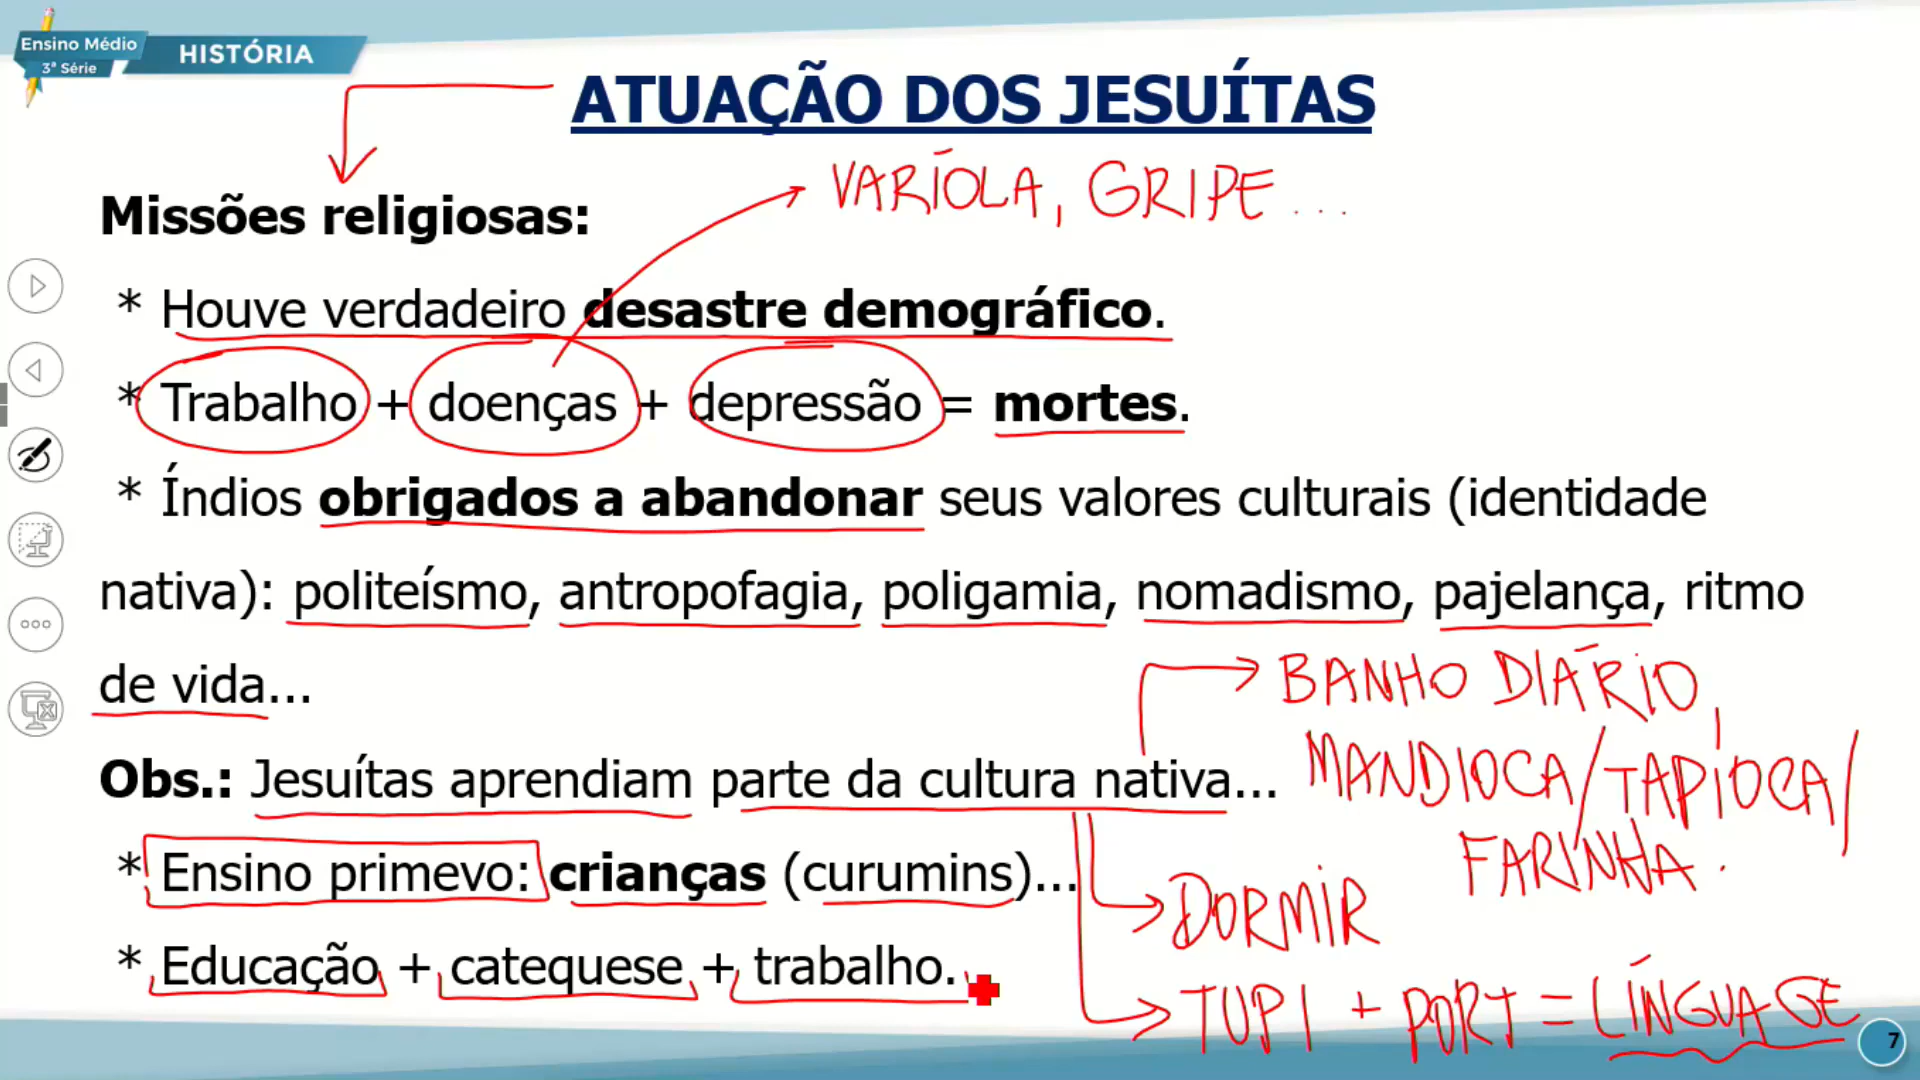 Ensino Médio
3ª Série
HISTÓRIA
ATUAÇÃO DOS JESUÍTAS
VARÍOLA, GRIPE...
Missões religiosas:
* Houve verdadeiro desastre demográfico.
* Trabalho + doenças + depressão = mortes.
* Índios obrigados a abandonar seus valores culturais (identidade
nativa): politeísmo, antropofagia, poligamia, nomadismo, pajelança, ritmo
de vida...
BANHO DIÁRIO,
Obs.: Jesuítas aprendiam parte da cultura nativa...
MANDIOCA/TAPIOCA/
FARINHA.
* Ensino primevo: crianças (curumins)...
DORMIR
* Educação + catequese + trabalho.
TUPI + PORT = LÍNGUA GE
7